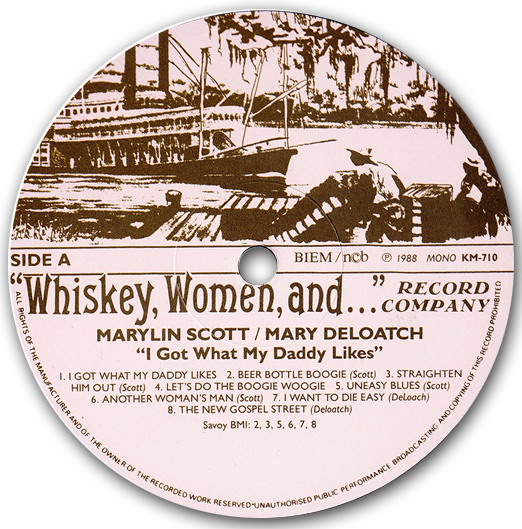 SIDE A
BIEM/ncb ℗ 1988 MONO KM-710
"Whiskey, Women, and..." RECORD COMPANY
MARYLIN SCOTT / MARY DELOATCH
"I Got What My Daddy Likes"
1. I GOT WHAT MY DADDY LIKES 2. BEER BOTTLE BOOGIE (Scott) 3. STRAIGHTEN
HIM OUT (Scott) 4. LET'S DO THE BOOGIE WOOGIE 5. UNEASY BLUES (Scott)
6. ANOTHER WOMAN'S MAN (Scott) 7. I WANT TO DIE EASY (DeLoach)
8. THE NEW GOSPEL STREET (Deloatch)
Savoy BMI: 2, 3, 5, 6, 7, 8
ALL RIGHTS OF THE MANUFACTURER AND OF THE OWNER OF THE RECORDED WORK RESERVED·UNAUTHORISED PUBLIC PERFORMANCE BROADCASTING AND COPYING OF THIS RECORD PROHIBITED